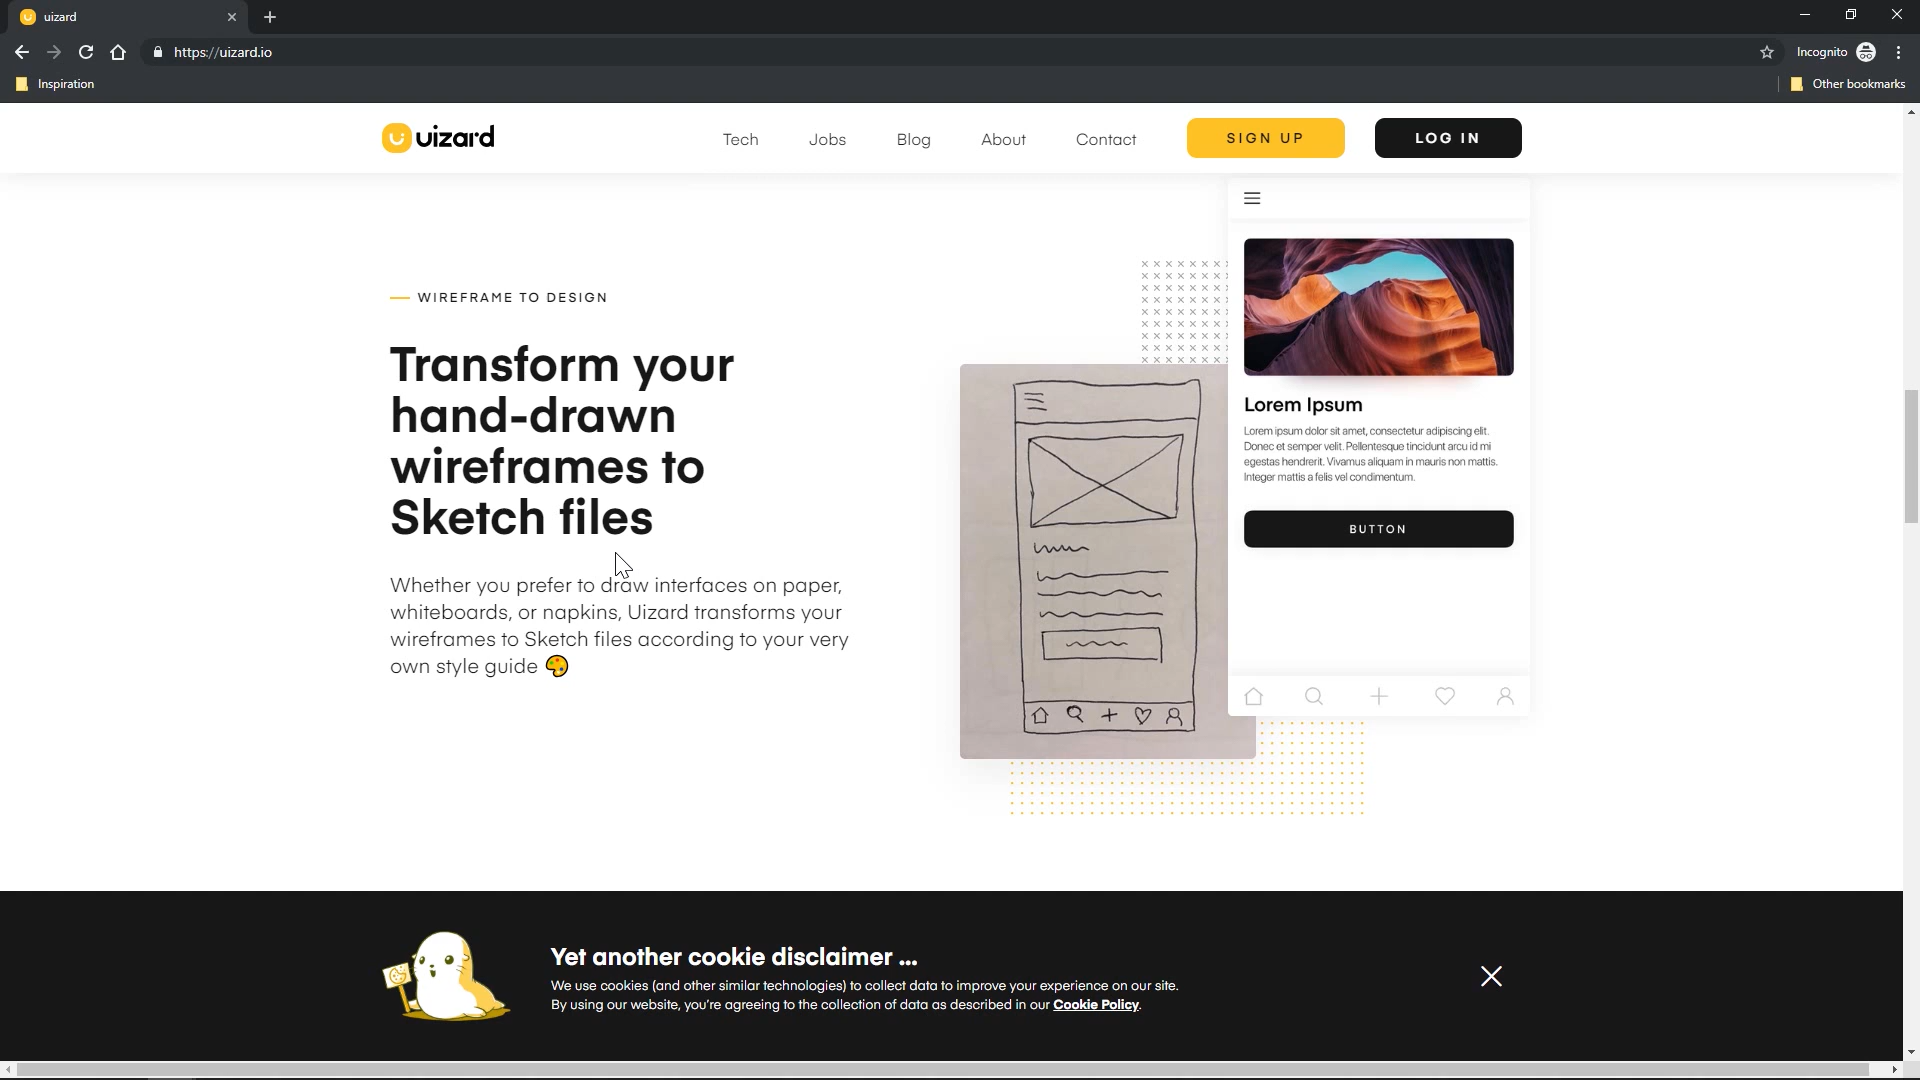 uizard
https://uizard.io
Incognito
Inspiration
Other bookmarks
uizard
Tech
Jobs
Blog
About
Contact
SIGN UP
LOG IN
WIREFRAME TO DESIGN
Transform your
hand-drawn
wireframes to
Sketch files
Whether you prefer to draw interfaces on paper,
whiteboards, or napkins, Uizard transforms your
wireframes to Sketch files according to your very
own style guide 🎨
Lorem Ipsum
Lorem ipsum dolor sit amet, consectetur adipiscing elit.
Donec et semper velit. Pellentesque tincidunt arcu id mi
egestas hendrerit. Vivamus aliquam in mauris non mattis.
Integer mattis a felis vel condimentum.
BUTTON
Yet another cookie disclaimer ...
We use cookies (and other similar technologies) to collect data to improve your experience on our site.
By using our website, you're agreeing to the collection of data as described in our Cookie Policy.